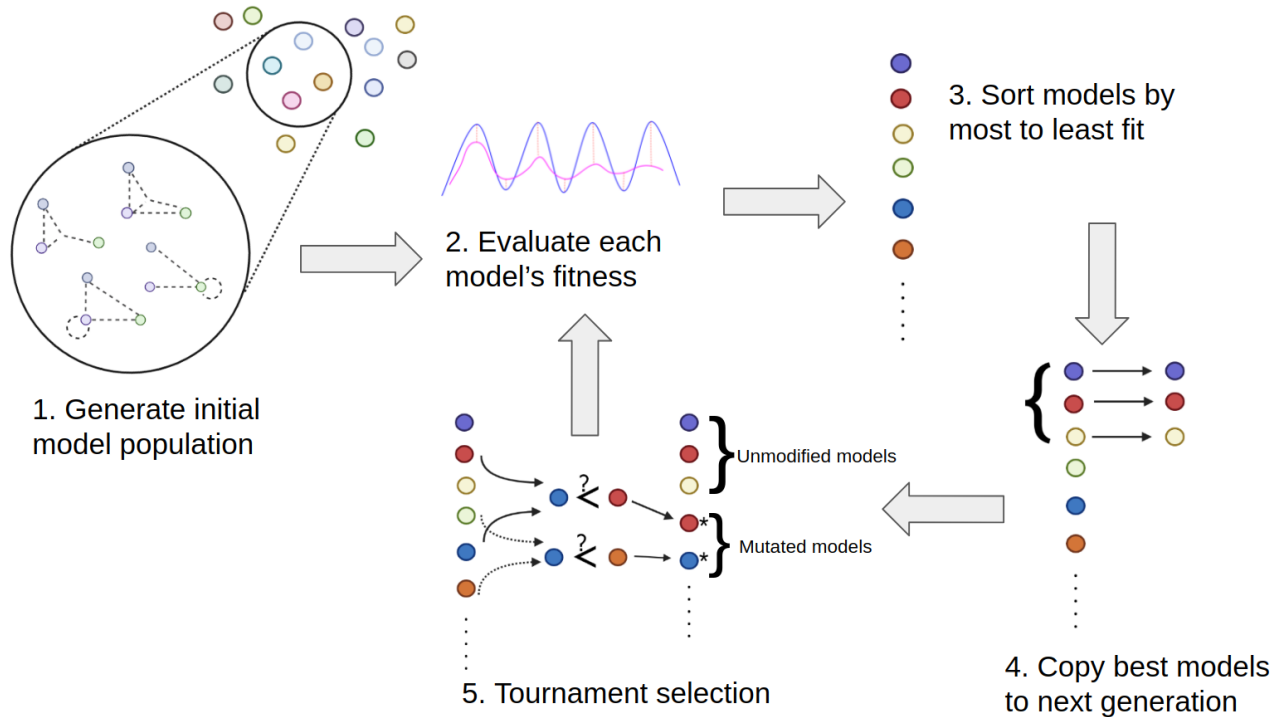 1. Generate initial
model population
2. Evaluate each
model's fitness
3. Sort models by
most to least fit
4. Copy best models
to next generation
5. Tournament selection
?
<
?
<
*
*
Unmodified models
Mutated models